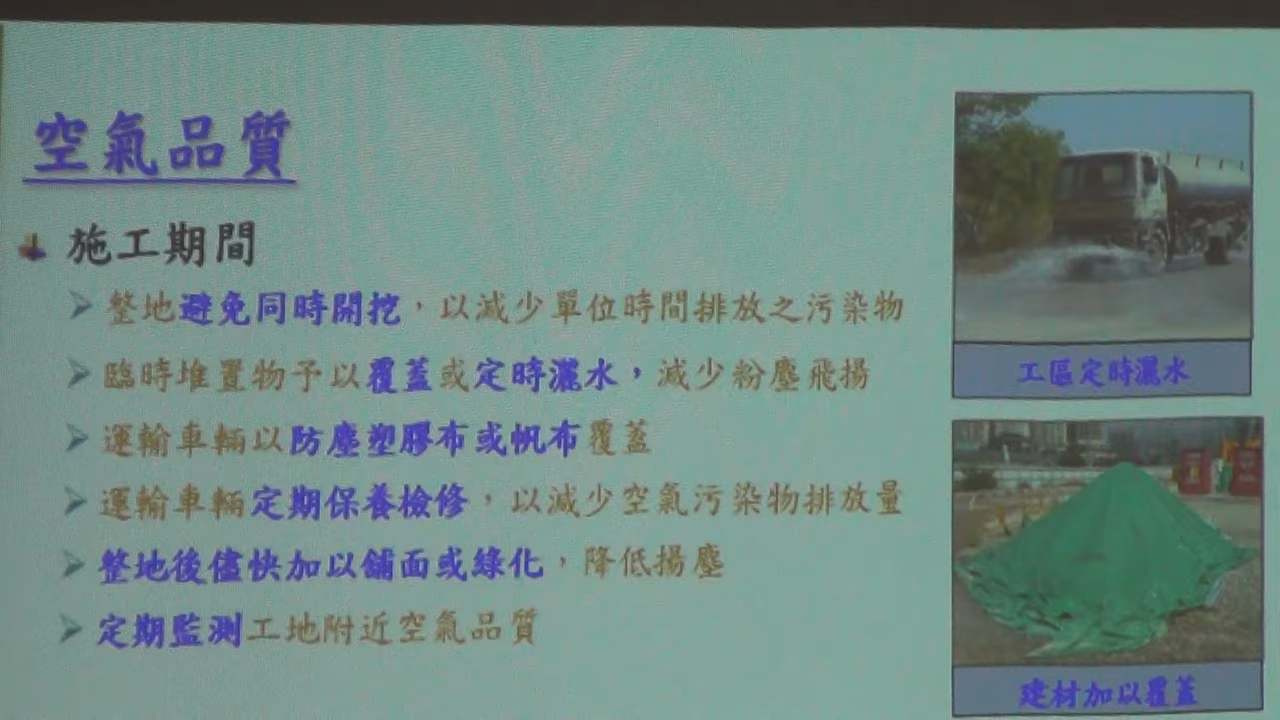 空氣品質
施工期間
整地避免同時開挖，以減少單位時間排放之污染物
臨時堆置物予以覆蓋或定時灑水，減少粉塵飛揚
運輸車輛以防塵塑膠布或帆布覆蓋
運輸車輛定期保養檢修，以減少空氣污染物排放量
整地後儘快加以舖面或綠化，降低揚塵
定期監測工地附近空氣品質
工區定時灑水
建材加以覆蓋